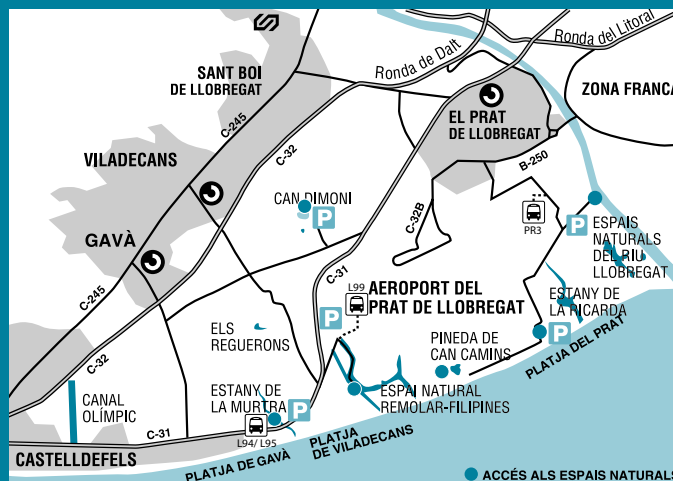 Ronda de Dalt
Ronda del Litoral
SANT BOI
DE LLOBREGAT
ZONA FRANCA
EL PRAT
DE LLOBREGAT
C-245
C-32
C-32B
B-250
VILADECANS
CAN DIMONI
P
PR3
P
ESPAIS
NATURALS
DEL RIU
LLOBREGAT
GAVÀ
C-31
L99
AEROPORT DEL
PRAT DE LLOBREGAT
P
ESTANY DE
LA RICARDA
P
C-245
ELS
REGUERONS
PINEDA DE
CAN CAMINS
PLATJA DEL PRAT
C-32
CANAL
OLÍMPIC
ESTANY DE
LA MURTRA
P
ESPAI NATURAL
REMOLAR-FILIPINES
C-31
L94/ L95
PLATJA
DE VILADECANS
PLATJA DE GAVÀ
CASTELLDEFELS
ACCÉS ALS ESPAIS NATURALS